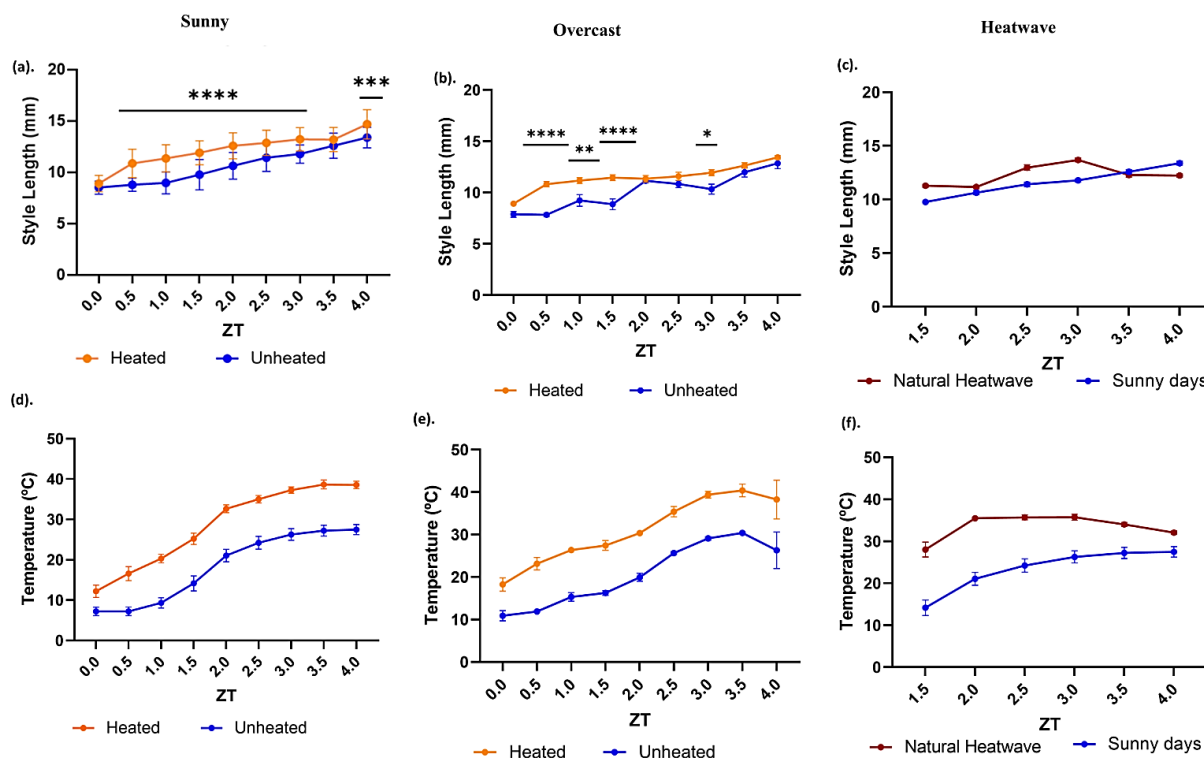 Sunny
Overcast
Heatwave
(a).
20
15
10
5
0
Style Length (mm)
****
***
0.0 0.5 1.0 1.5 2.0 2.5 3.0 3.5 4.0
ZT
Heated Unheated
(b).
20
15
10
5
0
Style Length (mm)
****
**
****
*
0.0 0.5 1.0 1.5 2.0 2.5 3.0 3.5 4.0
ZT
Heated Unheated
(c).
20
15
10
5
0
Style Length (mm)
1.5 2.0 2.5 3.0 3.5 4.0
ZT
Natural Heatwave Sunny days
(d).
50
40
30
20
10
0
Temperature (ºC)
0.0 0.5 1.0 1.5 2.0 2.5 3.0 3.5 4.0
ZT
Heated Unheated
(e).
50
40
30
20
10
0
Temperature (ºC)
0.0 0.5 1.0 1.5 2.0 2.5 3.0 3.5 4.0
ZT
Heated Unheated
(f).
50
40
30
20
10
0
Temperature (ºC)
1.5 2.0 2.5 3.0 3.5 4.0
ZT
Natural Heatwave Sunny days